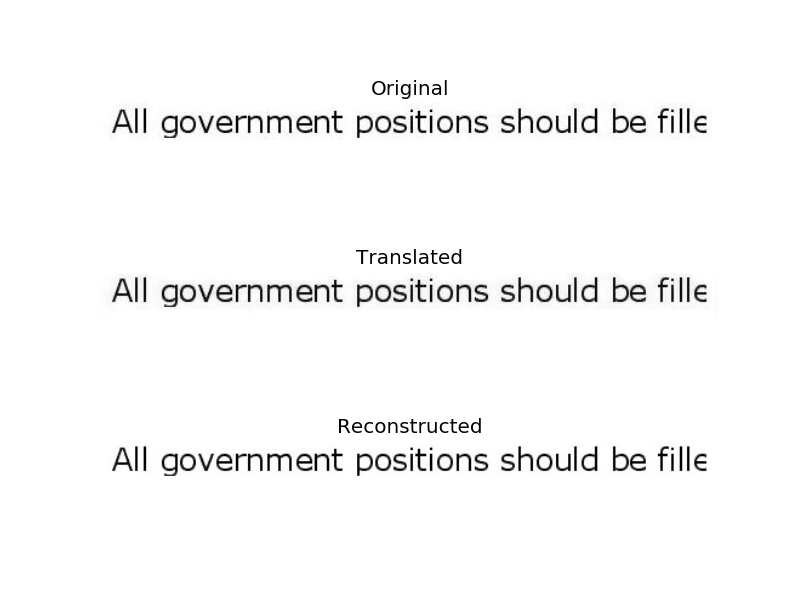 Original
All government positions should be fille
Translated
All government positions should be fille
Reconstructed
All government positions should be fille